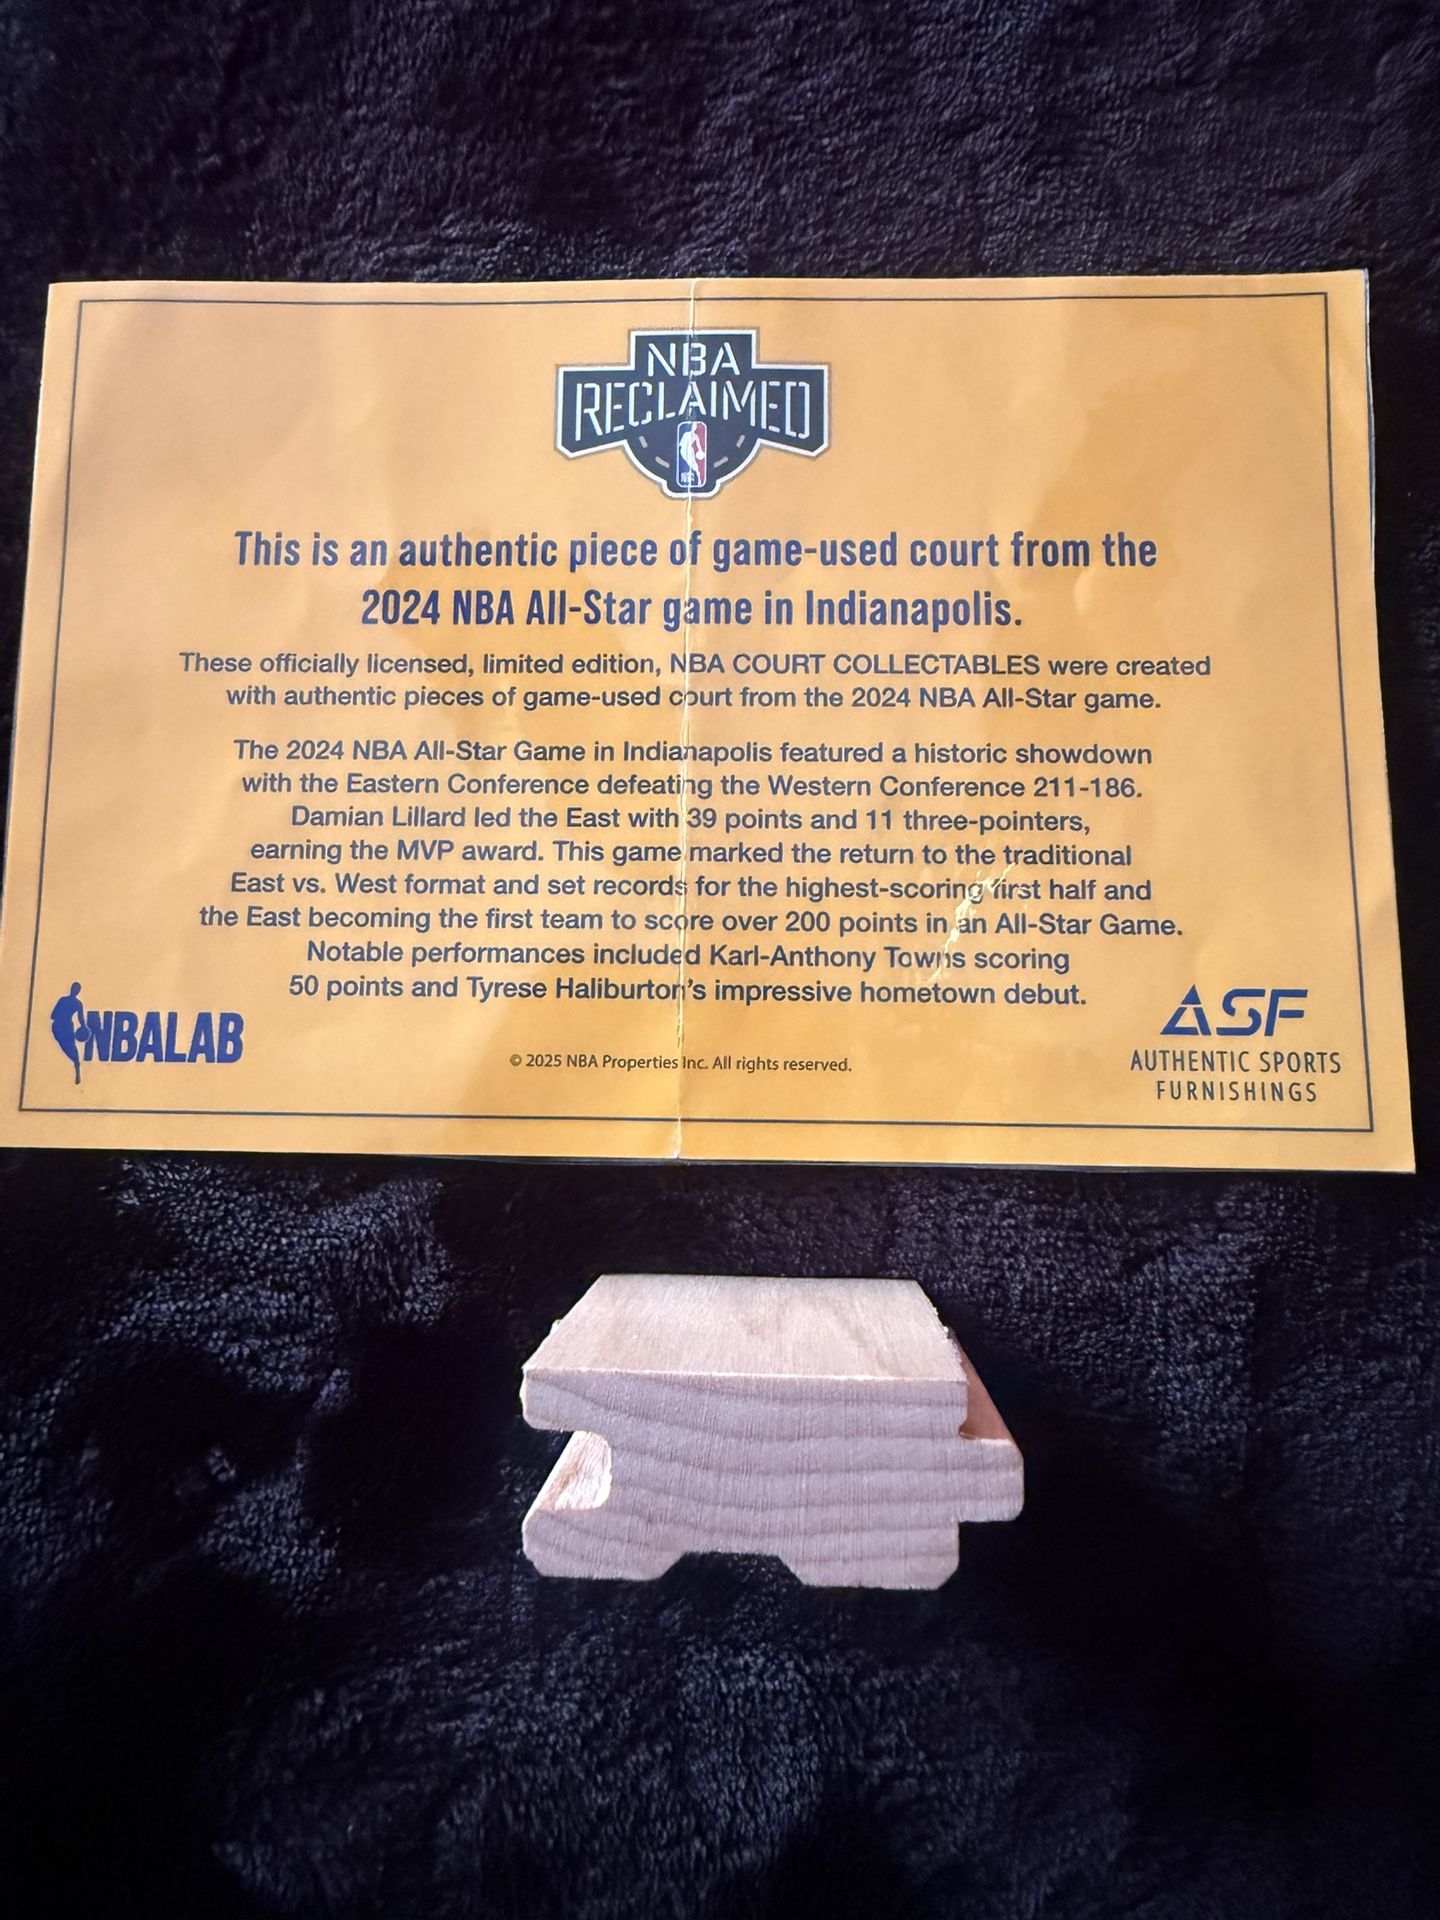 NBA
RECLAIMED
This is an authentic piece of game-used court from the
2024 NBA All-Star game in Indianapolis.
These officially licensed, limited edition, NBA COURT COLLECTABLES were created
with authentic pieces of game-used court from the 2024 NBA All-Star game.
The 2024 NBA All-Star Game in Indianapolis featured a historic showdown
with the Eastern Conference defeating the Western Conference 211-186.
Damian Lillard led the East with 39 points and 11 three-pointers,
earning the MVP award. This game marked the return to the traditional
East vs. West format and set records for the highest-scoring first half and
the East becoming the first team to score over 200 points in an All-Star Game.
Notable performances included Karl-Anthony Towns scoring
50 points and Tyrese Haliburton's impressive hometown debut.
NBALAB
© 2025 NBA Properties Inc. All rights reserved.
ASF
AUTHENTIC SPORTS
FURNISHINGS